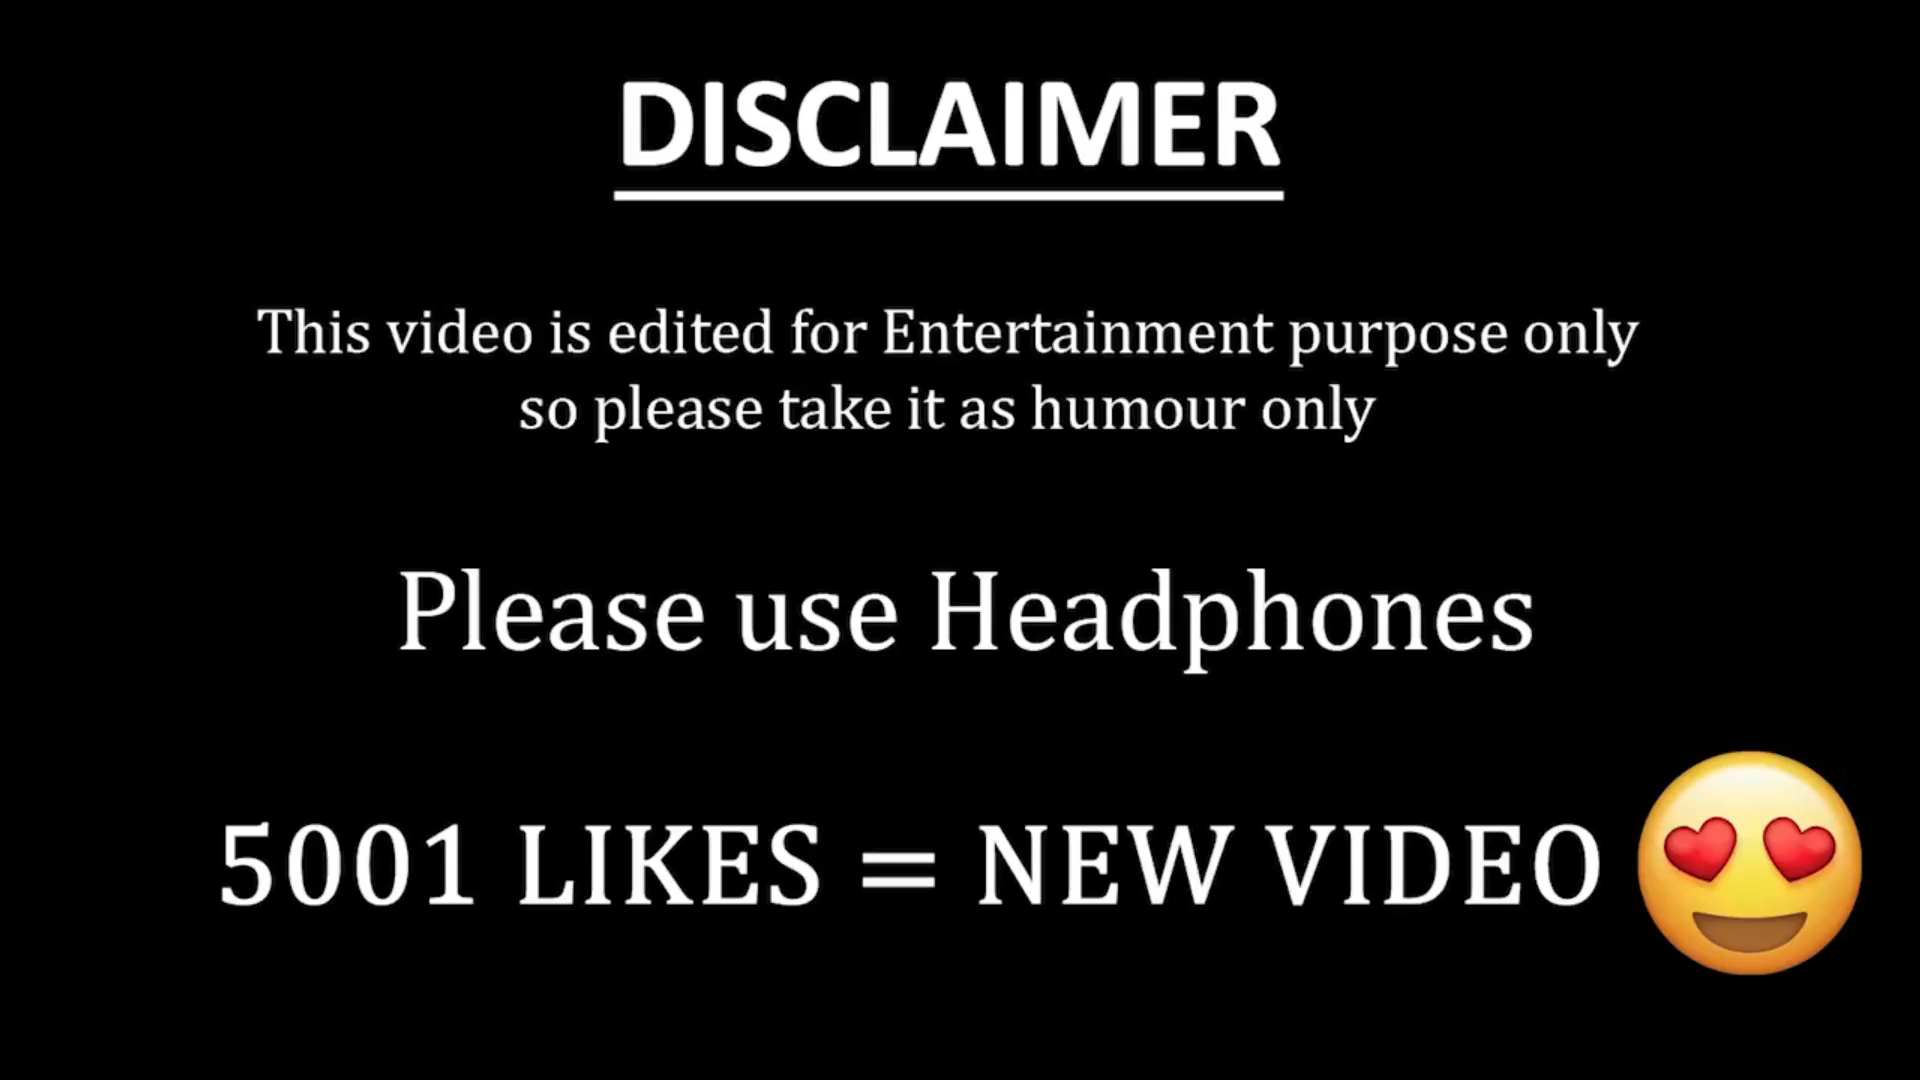 DISCLAIMER
This video is edited for Entertainment purpose only
so please take it as humour only
Please use Headphones
5001 LIKES = NEW VIDEO 😍